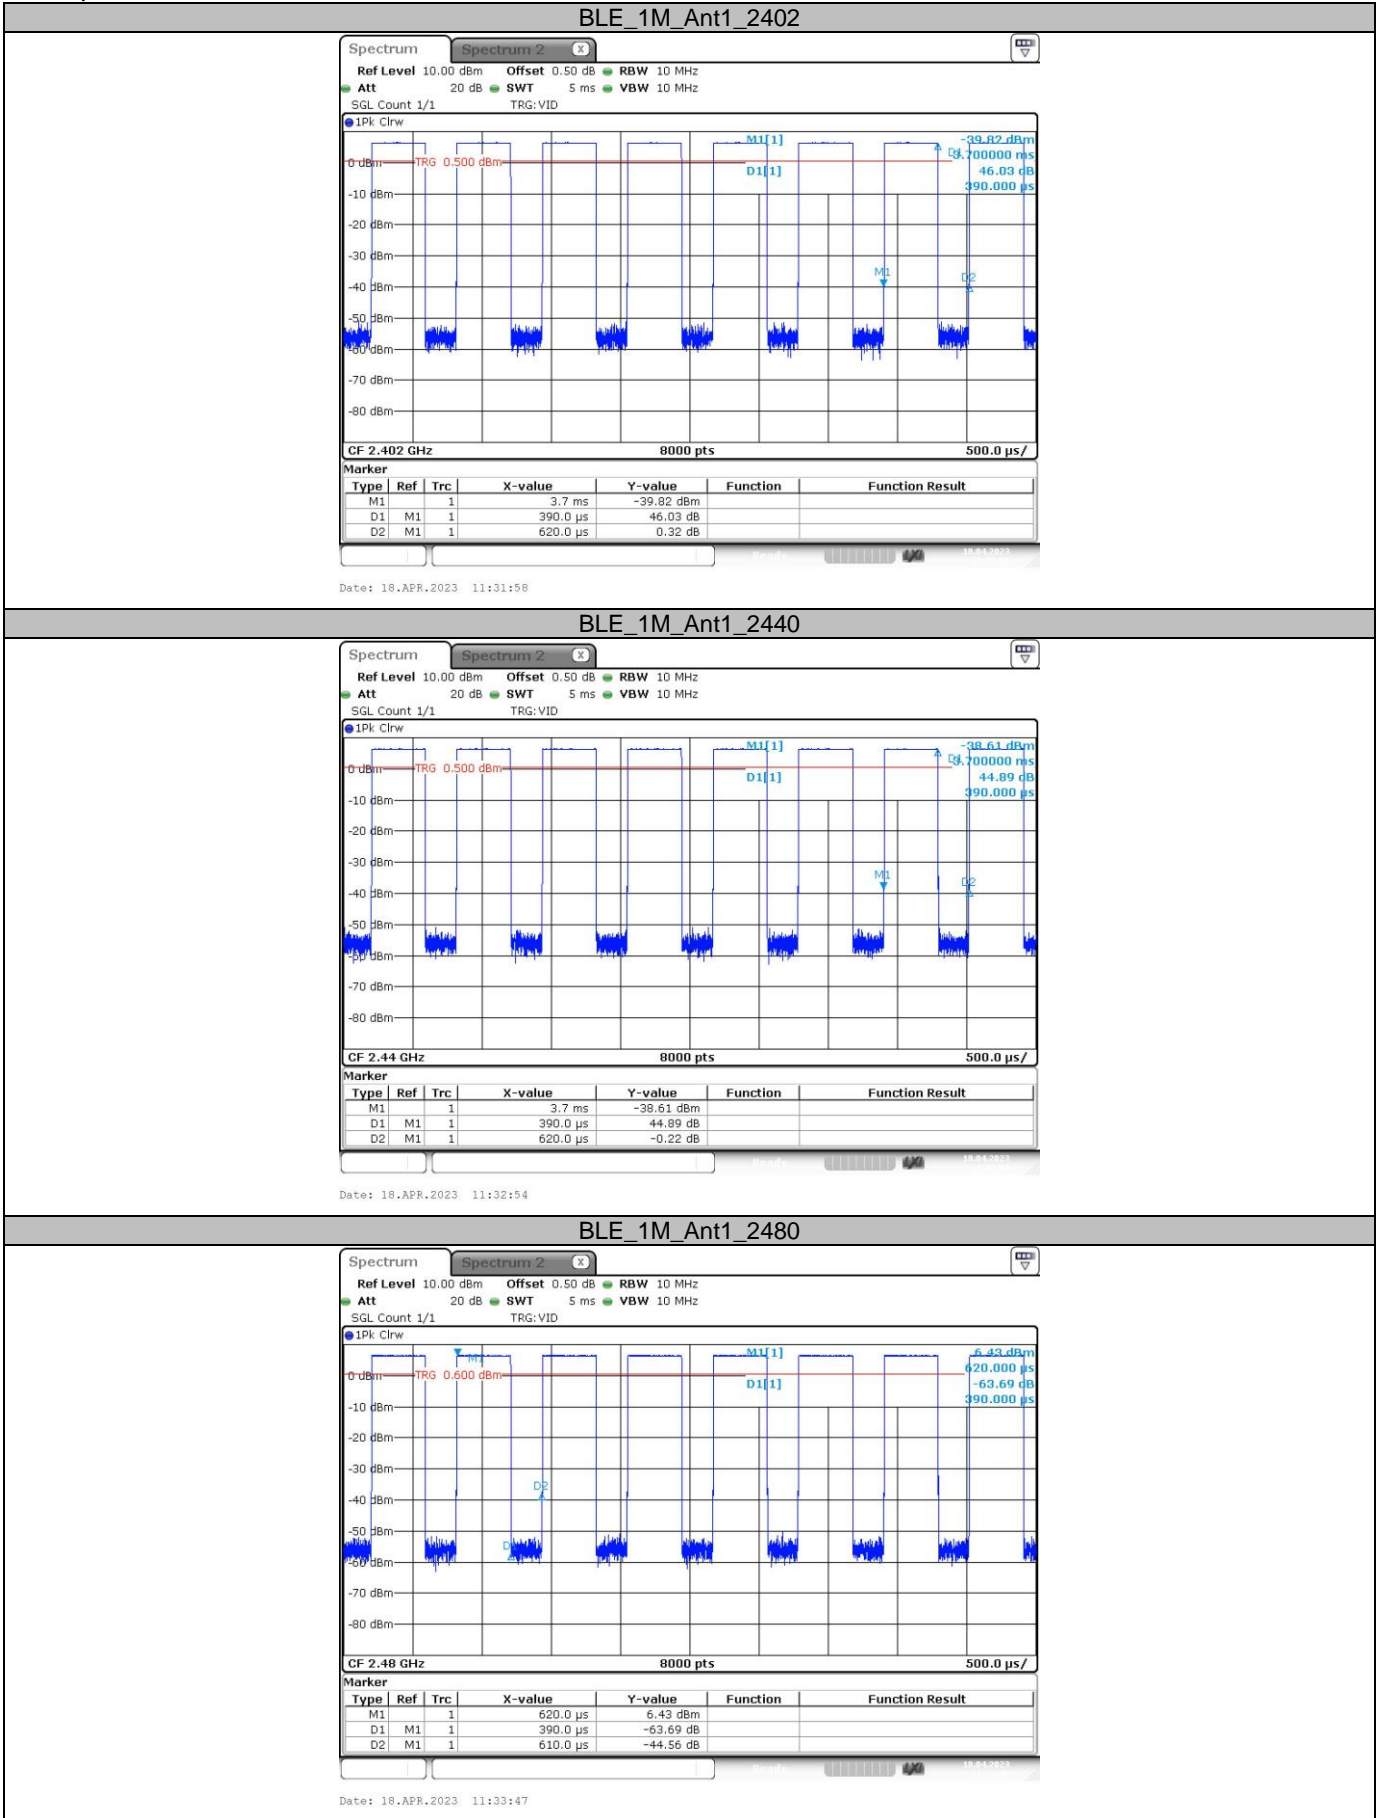 BLE_1M_Ant1_2402
Spectrum Spectrum 2 X
Ref Level 10.00 dBm Offset 0.50 dB RBW 10 MHz
Att 20 dB SWT 5 ms VBW 10 MHz
SGL Count 1/1 TRG:VID
1Pk Clrw
M1[1] -39.82 dBm
3.700000 ms
D1[1] 46.03 dB
390.000 µs
0 dBm TRG 0.500 dBm
-10 dBm
-20 dBm
-30 dBm
M1 D2
-40 dBm
-50 dBm
-60 dBm
-70 dBm
-80 dBm
CF 2.402 GHz 8000 pts 500.0 µs/
Marker
Type Ref Trc X-value Y-value Function Function Result
M1 1 3.7 ms -39.82 dBm
D1 M1 1 390.0 µs 46.03 dB
D2 M1 1 620.0 µs 0.32 dB
Ready 18.04.2023
Date: 18.APR.2023 11:31:58
BLE_1M_Ant1_2440
Spectrum Spectrum 2 X
Ref Level 10.00 dBm Offset 0.50 dB RBW 10 MHz
Att 20 dB SWT 5 ms VBW 10 MHz
SGL Count 1/1 TRG:VID
1Pk Clrw
M1[1] -38.61 dBm
3.700000 ms
D1[1] 44.89 dB
390.000 µs
0 dBm TRG 0.500 dBm
-10 dBm
-20 dBm
-30 dBm
M1 D2
-40 dBm
-50 dBm
-60 dBm
-70 dBm
-80 dBm
CF 2.44 GHz 8000 pts 500.0 µs/
Marker
Type Ref Trc X-value Y-value Function Function Result
M1 1 3.7 ms -38.61 dBm
D1 M1 1 390.0 µs 44.89 dB
D2 M1 1 620.0 µs -0.22 dB
Ready 18.04.2023
Date: 18.APR.2023 11:32:54
BLE_1M_Ant1_2480
Spectrum Spectrum 2 X
Ref Level 10.00 dBm Offset 0.50 dB RBW 10 MHz
Att 20 dB SWT 5 ms VBW 10 MHz
SGL Count 1/1 TRG:VID
1Pk Clrw
M1 M1[1] 6.43 dBm
620.000 µs
D1[1] -63.69 dB
390.000 µs
0 dBm TRG 0.600 dBm
-10 dBm
-20 dBm
-30 dBm
D2
-40 dBm
-50 dBm
-60 dBm
-70 dBm
-80 dBm
CF 2.48 GHz 8000 pts 500.0 µs/
Marker
Type Ref Trc X-value Y-value Function Function Result
M1 1 620.0 µs 6.43 dBm
D1 M1 1 390.0 µs -63.69 dB
D2 M1 1 610.0 µs -44.56 dB
Ready 18.04.2023
Date: 18.APR.2023 11:33:47